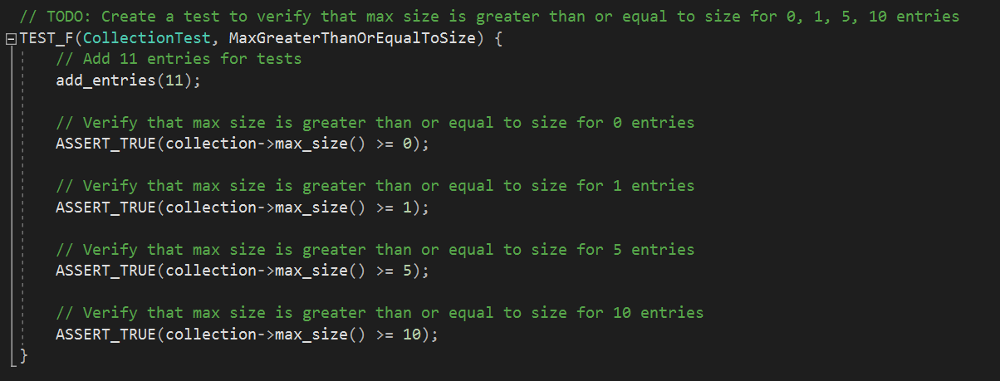 // TODO: Create a test to verify that max size is greater than or equal to size for 0, 1, 5, 10 entries
TEST_F(CollectionTest, MaxGreaterThanOrEqualToSize) {
// Add 11 entries for tests
add_entries(11);
// Verify that max size is greater than or equal to size for 0 entries
ASSERT_TRUE(collection->max_size() >= 0);
// Verify that max size is greater than or equal to size for 1 entries
ASSERT_TRUE(collection->max_size() >= 1);
// Verify that max size is greater than or equal to size for 5 entries
ASSERT_TRUE(collection->max_size() >= 5);
// Verify that max size is greater than or equal to size for 10 entries
ASSERT_TRUE(collection->max_size() >= 10);
}